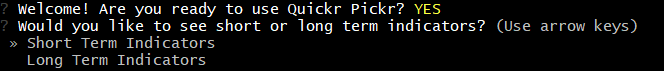 ? Welcome! Are you ready to use Quickr Pickr? YES
? Would you like to see short or long term indicators? (Use arrow keys)
» Short Term Indicators
Long Term Indicators